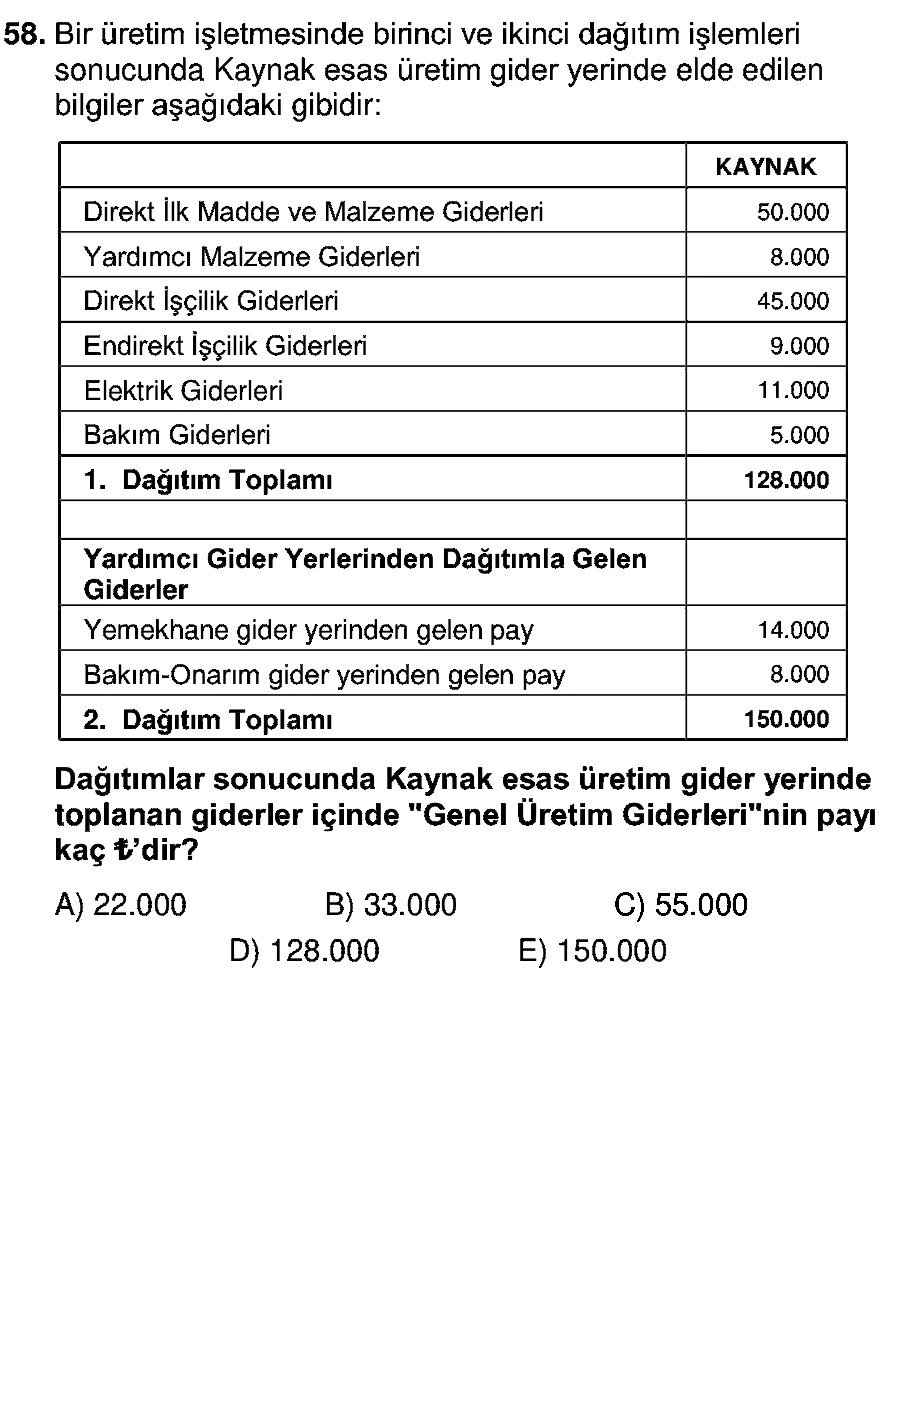 58. Bir üretim işletmesinde birinci ve ikinci dağıtım işlemleri
sonucunda Kaynak esas üretim gider yerinde elde edilen
bilgiler aşağıdaki gibidir:
KAYNAK
Direkt İlk Madde ve Malzeme Giderleri 50.000
Yardımcı Malzeme Giderleri 8.000
Direkt İşçilik Giderleri 45.000
Endirekt İşçilik Giderleri 9.000
Elektrik Giderleri 11.000
Bakım Giderleri 5.000
1. Dağıtım Toplamı 128.000
Yardımcı Gider Yerlerinden Dağıtımla Gelen
Giderler
Yemekhane gider yerinden gelen pay 14.000
Bakım-Onarım gider yerinden gelen pay 8.000
2. Dağıtım Toplamı 150.000
Dağıtımlar sonucunda Kaynak esas üretim gider yerinde
toplanan giderler içinde "Genel Üretim Giderleri"nin payı
kaç ₺'dir?
A) 22.000 B) 33.000 C) 55.000
D) 128.000 E) 150.000